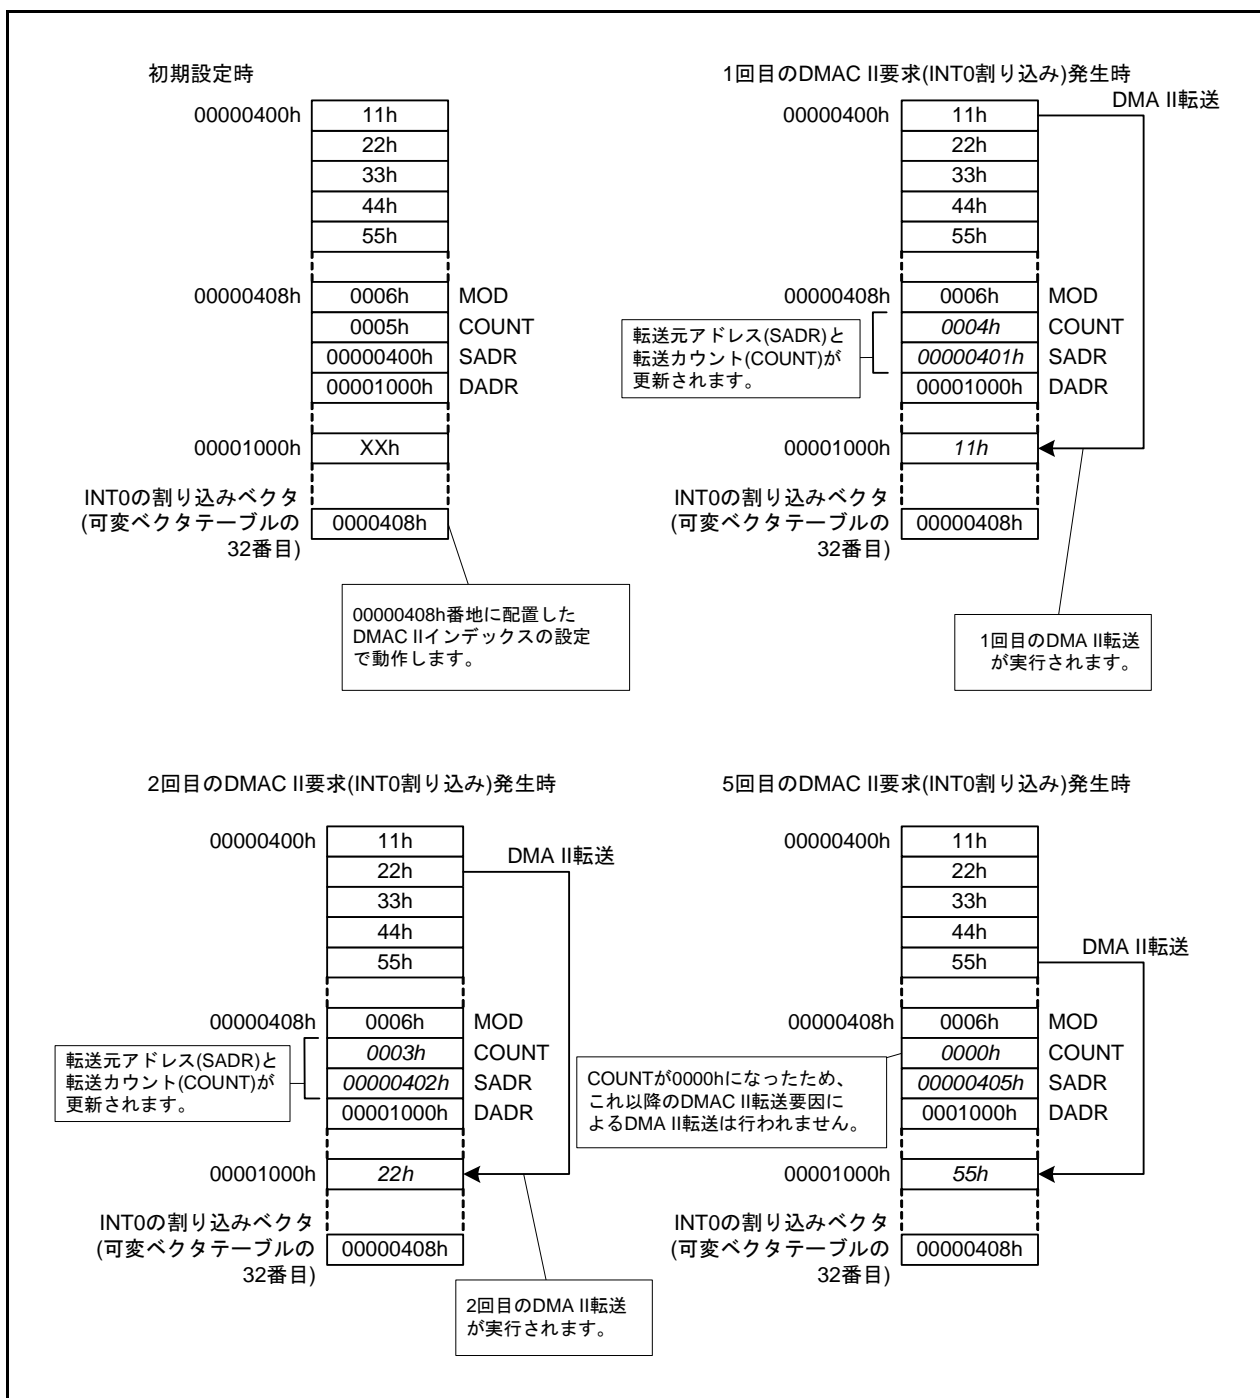 初期設定時
00000400h
11h
22h
33h
44h
55h
00000408h
0006h MOD
0005h COUNT
00000400h SADR
00001000h DADR
00001000h
XXh
INT0の割り込みベクタ
(可変ベクタテーブルの
32番目)
0000408h
00000408h番地に配置した
DMAC IIインデックスの設定
で動作します。
1回目のDMAC II要求(INT0割り込み)発生時
DMA II転送
00000400h
11h
22h
33h
44h
55h
00000408h
0006h MOD
0004h COUNT
00000401h SADR
00001000h DADR
転送元アドレス(SADR)と
転送カウント(COUNT)が
更新されます。
00001000h
11h
INT0の割り込みベクタ
(可変ベクタテーブルの
32番目)
00000408h
1回目のDMA II転送
が実行されます。
2回目のDMAC II要求(INT0割り込み)発生時
00000400h
11h
DMA II転送
22h
33h
44h
55h
00000408h
0006h MOD
0003h COUNT
00000402h SADR
00001000h DADR
転送元アドレス(SADR)と
転送カウント(COUNT)が
更新されます。
00001000h
22h
INT0の割り込みベクタ
(可変ベクタテーブルの
32番目)
00000408h
2回目のDMA II転送
が実行されます。
5回目のDMAC II要求(INT0割り込み)発生時
00000400h
11h
22h
33h
44h
DMA II転送
55h
00000408h
0006h MOD
0000h COUNT
00000405h SADR
0001000h DADR
COUNTが0000hになったため、
これ以降のDMAC II転送要因に
よるDMA II転送は行われません。
00001000h
55h
INT0の割り込みベクタ
(可変ベクタテーブルの
32番目)
00000408h